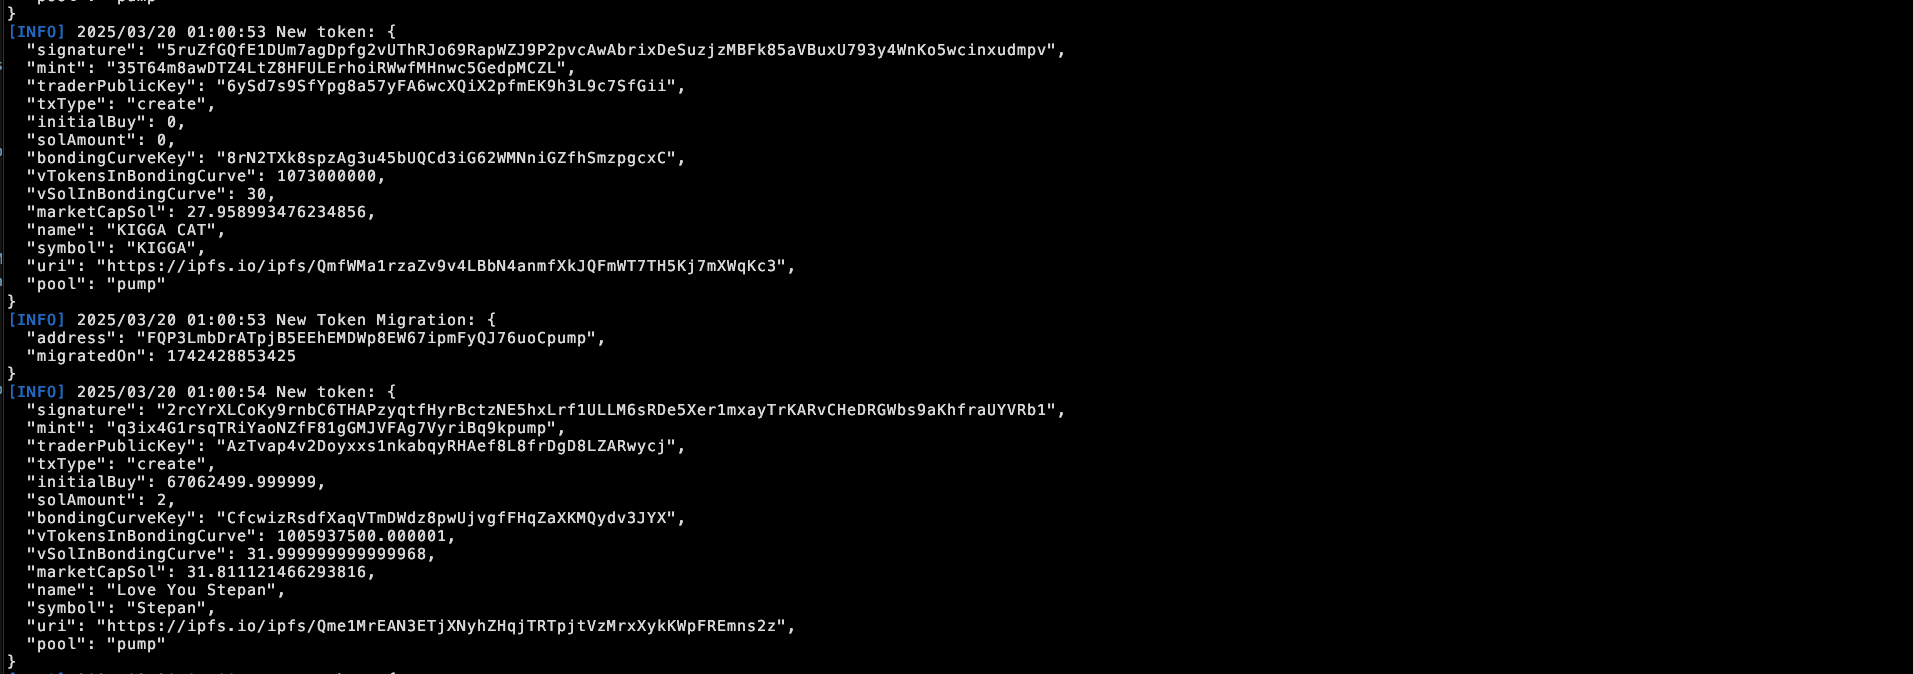 }
[INFO] 2025/03/20 01:00:53 New token: {
"signature": "5ruZfGQfE1DUm7agDpfg2vUThRJo69RapWZJ9P2pvcAwAbrixDeSuzjzMBFk85aVBuxU793y4WnKo5wcinxudmpv",
"mint": "35T64m8awDTZ4LtZ8HFULErhoiRWwfMHnwc5GedpMCZL",
"traderPublicKey": "6ySd7s9SfYpg8a57yFA6wcXQiX2pfmEK9h3L9c7SfGii",
"txType": "create",
"initialBuy": 0,
"solAmount": 0,
"bondingCurveKey": "8rN2TXk8spzAg3u45bUQCd3iG62WMNniGZfhSmzpgcxC",
"vTokensInBondingCurve": 1073000000,
"vSolInBondingCurve": 30,
"marketCapSol": 27.958993476234856,
"name": "KIGGA CAT",
"symbol": "KIGGA",
"uri": "https://ipfs.io/ipfs/QmfWMa1rzaZv9v4LBbN4anmfXkJQFmWT7TH5Kj7mXWqKc3",
"pool": "pump"
}
[INFO] 2025/03/20 01:00:53 New Token Migration: {
"address": "FQP3LmbDrATpjB5EEhEMDWp8EW67ipmFyQJ76uoCpump",
"migratedOn": 1742428853425
}
[INFO] 2025/03/20 01:00:54 New token: {
"signature": "2rcYrXLCoKy9rnbC6THAPzyqtfHyrBctzNE5hxLrf1ULLM6sRDe5Xer1mxayTrKARvCHeDRGWbs9aKhfraUYVRb1",
"mint": "q3ix4G1rsqTRiYaoNZfF81gGMJVFAg7VyriBq9kpump",
"traderPublicKey": "AzTvap4v2Doyxxs1nkabqyRHAef8L8frDgD8LZARwycj",
"txType": "create",
"initialBuy": 67062499.999999,
"solAmount": 2,
"bondingCurveKey": "CfcwizRsdfXaqVTmDWdz8pwUjvgfFHqZaXKMQydv3JYX",
"vTokensInBondingCurve": 1005937500.000001,
"vSolInBondingCurve": 31.999999999999968,
"marketCapSol": 31.811121466293816,
"name": "Love You Stepan",
"symbol": "Stepan",
"uri": "https://ipfs.io/ipfs/Qme1MrEAN3ETjXNyhZHqjTRTpjtVzMrxXykKWpFREmns2z",
"pool": "pump"
}